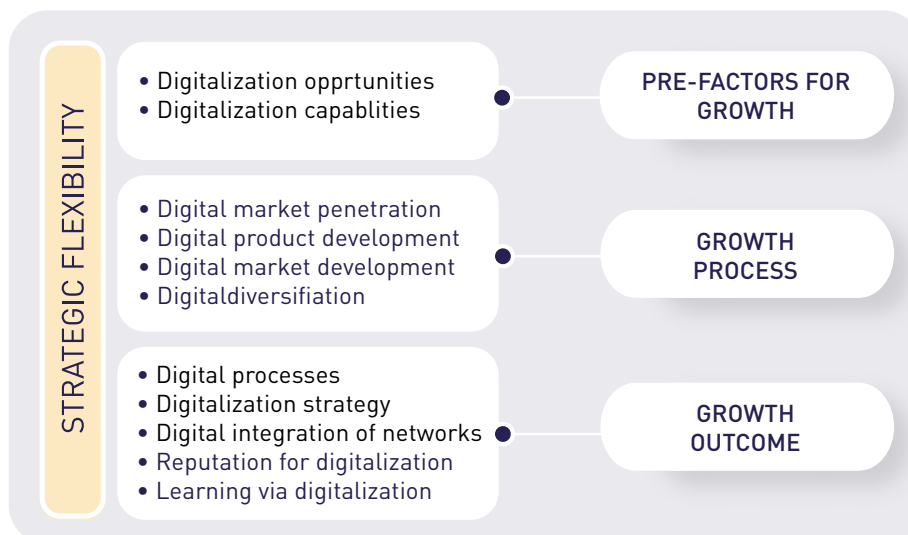 STRATEGIC FLEXIBILITY
• Digitalization opprtunities
• Digitalization capablities
PRE-FACTORS FOR
GROWTH
• Digital market penetration
• Digital product development
• Digital market development
• Digitaldiversifiation
GROWTH
PROCESS
• Digital processes
• Digitalization strategy
• Digital integration of networks
• Reputation for digitalization
• Learning via digitalization
GROWTH
OUTCOME